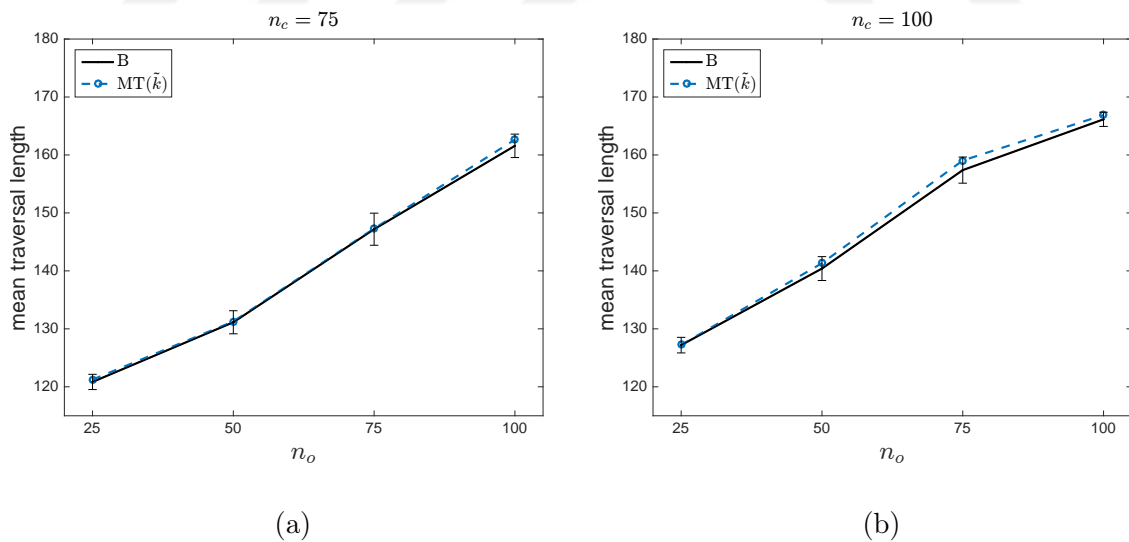 n_c = 75
180
170
160
150
140
130
120
mean traversal length
B
MT(k̃)
25 50 75 100
n_o
(a)
n_c = 100
180
170
160
150
140
130
120
mean traversal length
B
MT(k̃)
25 50 75 100
n_o
(b)